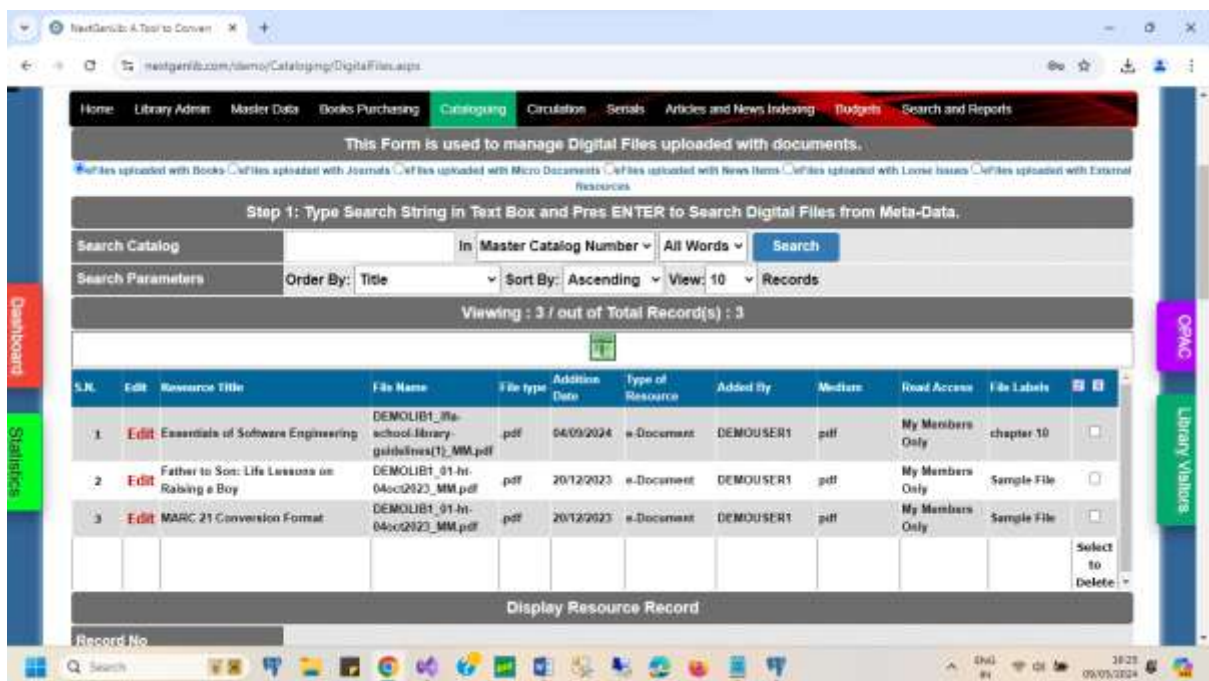 NextGenLib: A Tool to Conver
nextgenlib.com/demo/Cataloging/DigitalFiles.aspx
Home Library Admin Master Data Books Purchasing Cataloguing Circulation Serials Articles and News Indexing Budgets Search and Reports
This Form is used to manage Digital Files uploaded with documents.
eFiles uploaded with Books eFiles uploaded with Journals eFiles uploaded with Micro Documents eFiles uploaded with News Items eFiles uploaded with Loose Issues eFiles uploaded with External
Resources
Step 1: Type Search String in Text Box and Pres ENTER to Search Digital Files from Meta-Data.
Search Catalog In Master Catalog Number All Words Search
Search Parameters Order By: Title Sort By: Ascending View: 10 Records
Viewing : 3 / out of Total Record(s) : 3
S.N. Edit Resource Title File Name File type Addition Date Type of Resource Added By Medium Read Access File Labels
1 Edit Essentials of Software Engineering DEMOLIB1_ifla-school-library-guidelines(1)_MM.pdf .pdf 04/09/2024 e-Document DEMOUSER1 pdf My Members Only chapter 10
2 Edit Father to Son: Life Lessons on Raising a Boy DEMOLIB1_01-ht-04oct2023_MM.pdf .pdf 20/12/2023 e-Document DEMOUSER1 pdf My Members Only Sample File
3 Edit MARC 21 Conversion Format DEMOLIB1_01-ht-04oct2023_MM.pdf .pdf 20/12/2023 e-Document DEMOUSER1 pdf My Members Only Sample File
Select
to
Delete
Display Resource Record
Record No
Dashboard
Statistics
OPAC
Library Visitors
Search
ENG
IN
09/09/2024